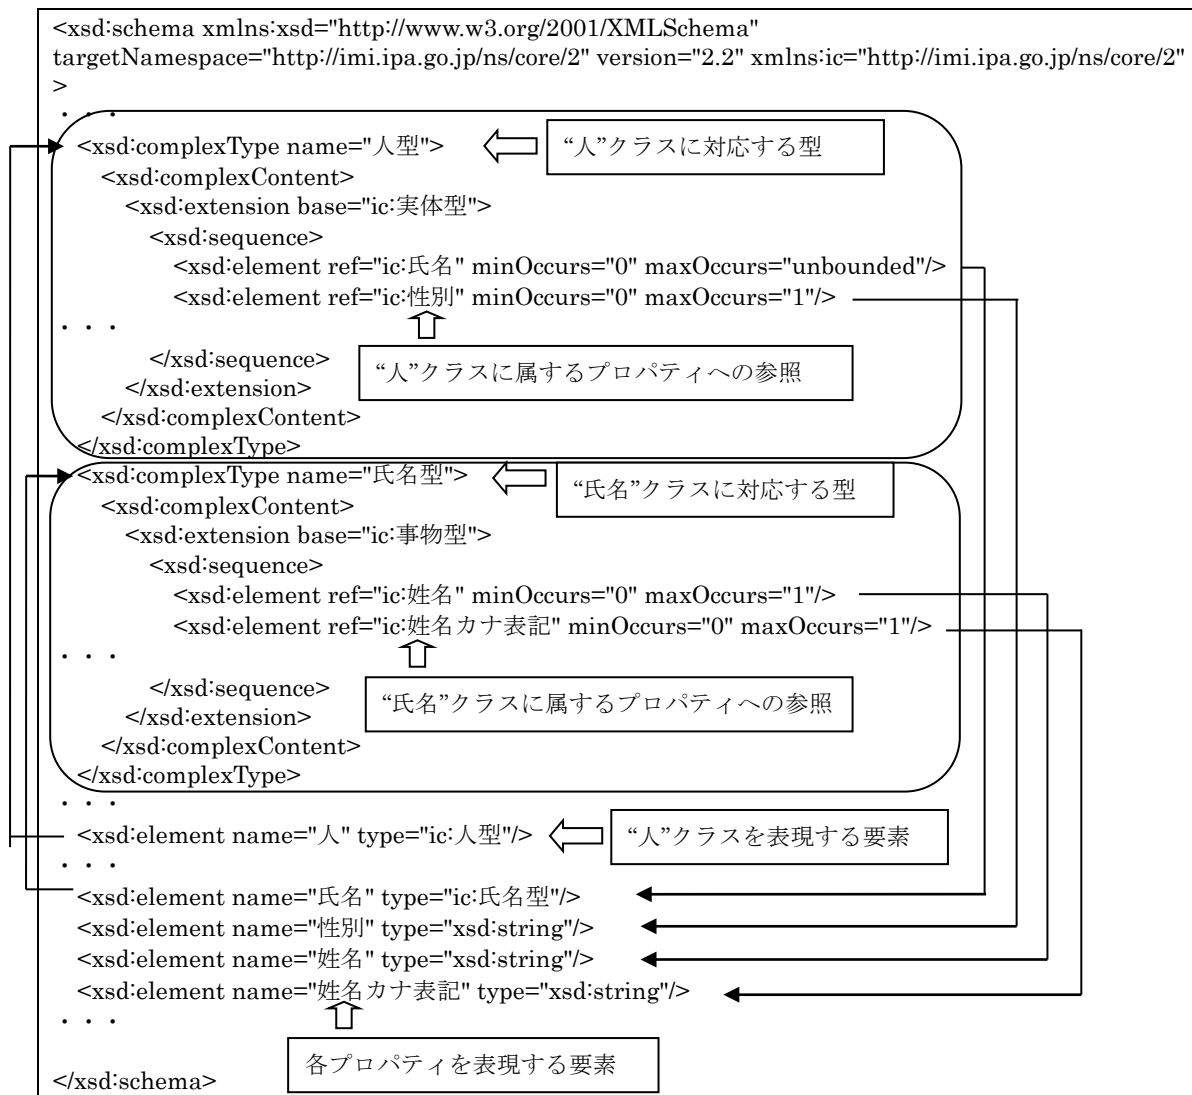 <xsd:schema xmlns:xsd="http://www.w3.org/2001/XMLSchema"
targetNamespace="http://imi.ipa.go.jp/ns/core/2" version="2.2" xmlns:ic="http://imi.ipa.go.jp/ns/core/2"
>
・・・
<xsd:complexType name="人型">
“人”クラスに対応する型
<xsd:complexContent>
<xsd:extension base="ic:実体型">
<xsd:sequence>
<xsd:element ref="ic:氏名" minOccurs="0" maxOccurs="unbounded"/>
<xsd:element ref="ic:性別" minOccurs="0" maxOccurs="1"/>
・・・
</xsd:sequence>
“人”クラスに属するプロパティへの参照
</xsd:extension>
</xsd:complexContent>
</xsd:complexType>
<xsd:complexType name="氏名型">
“氏名”クラスに対応する型
<xsd:complexContent>
<xsd:extension base="ic:事物型">
<xsd:sequence>
<xsd:element ref="ic:姓名" minOccurs="0" maxOccurs="1"/>
<xsd:element ref="ic:姓名カナ表記" minOccurs="0" maxOccurs="1"/>
・・・
</xsd:sequence>
“氏名”クラスに属するプロパティへの参照
</xsd:extension>
</xsd:complexContent>
</xsd:complexType>
・・・
<xsd:element name="人" type="ic:人型"/>
“人”クラスを表現する要素
・・・
<xsd:element name="氏名" type="ic:氏名型"/>
<xsd:element name="性別" type="xsd:string"/>
<xsd:element name="姓名" type="xsd:string"/>
<xsd:element name="姓名カナ表記" type="xsd:string"/>
・・・
各プロパティを表現する要素
</xsd:schema>